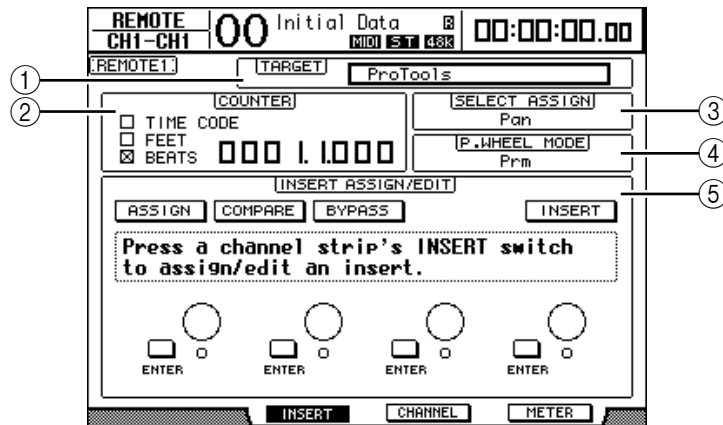 REMOTE
CH1-CH1
00 Initial Data R
MIDI ST 48K
00:00:00.00
REMOTE1
TARGET
ProTools
1
2
COUNTER
TIME CODE
FEET
BEATS
0001.1.000
SELECT ASSIGN
Pan
3
P.WHEEL MODE
Prm
4
INSERT ASSIGN/EDIT
5
ASSIGN COMPARE BYPASS INSERT
Press a channel strip's INSERT switch
to assign/edit an insert.
ENTER ENTER ENTER ENTER
INSERT CHANNEL METER